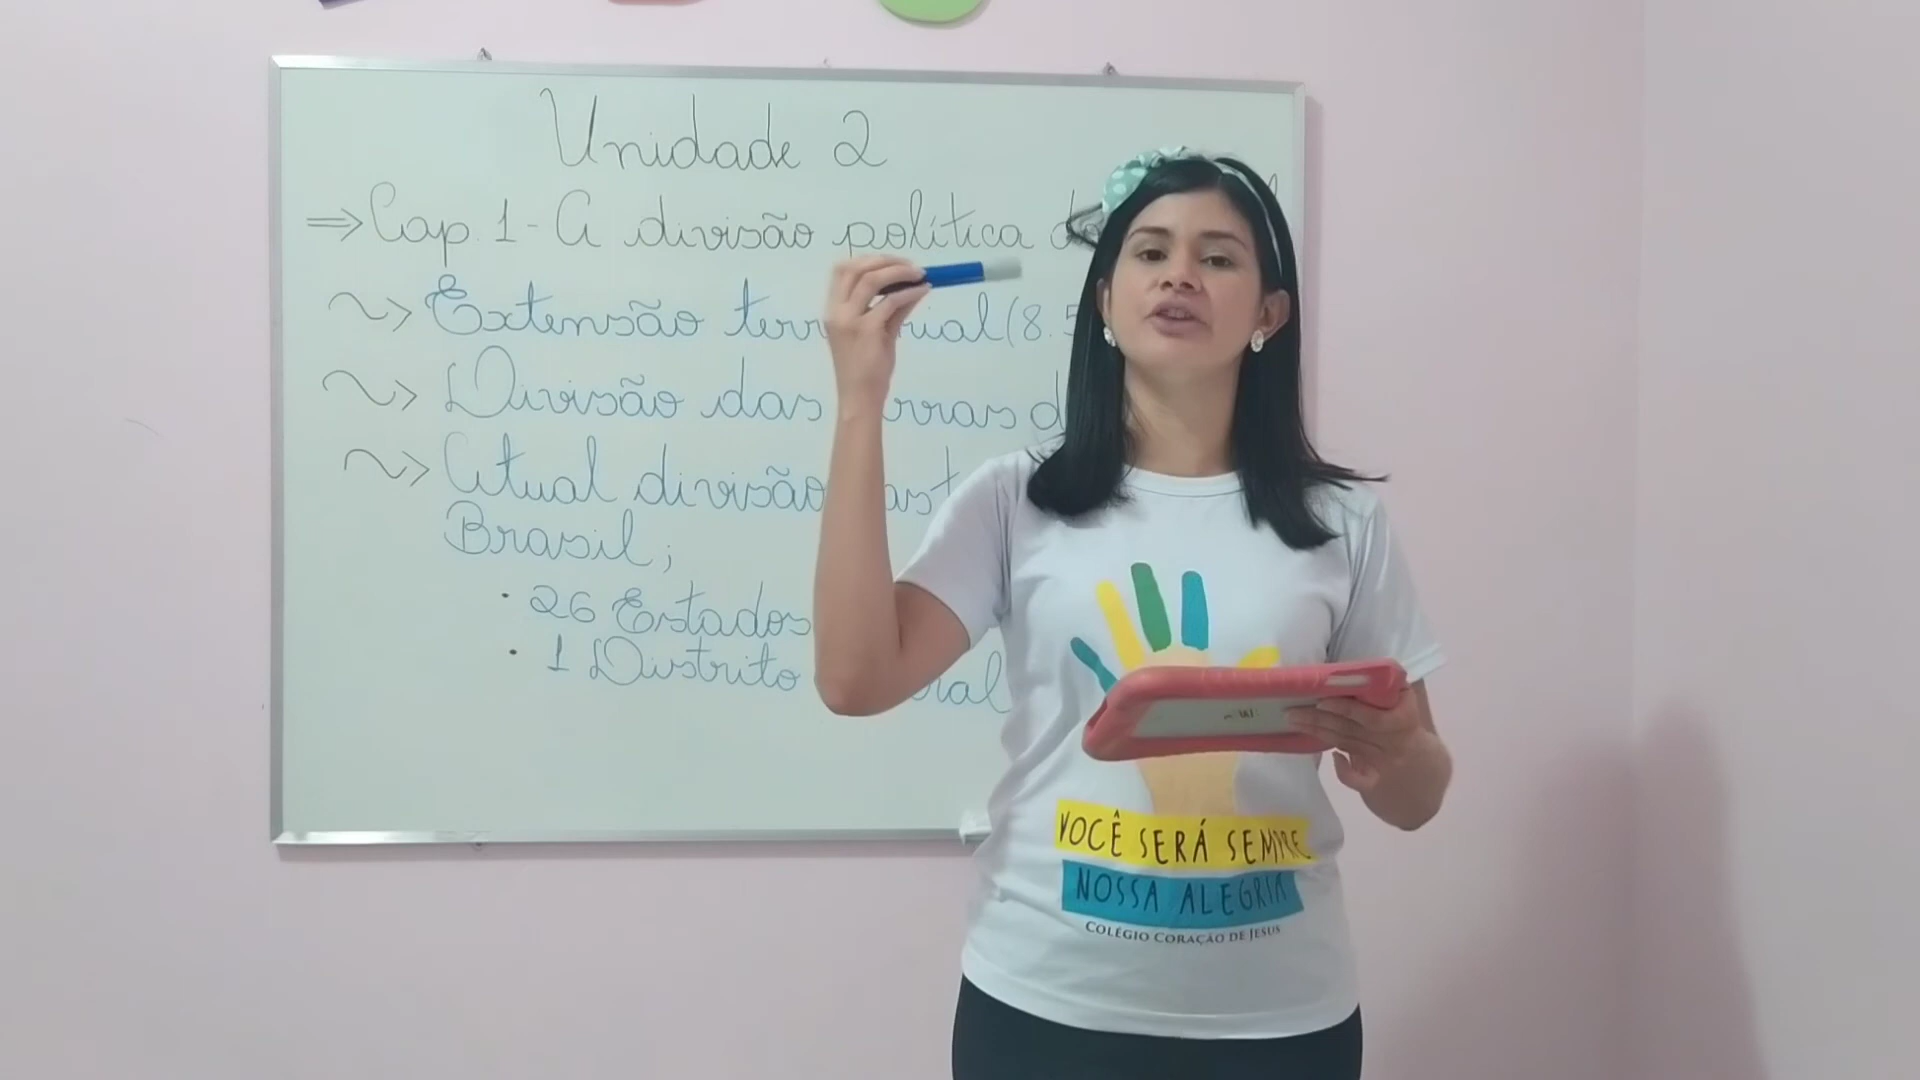 Unidade 2
⇒ Cap. 1 - A divisão política do
Extensão territorial (8.5
Divisão das terras d
Atual divisão
Brasil;
• 26 Estados
• 1 Distrito
VOCÊ SERÁ SEMPRE
NOSSA ALEGRIA
COLÉGIO CORAÇÃO DE JESUS